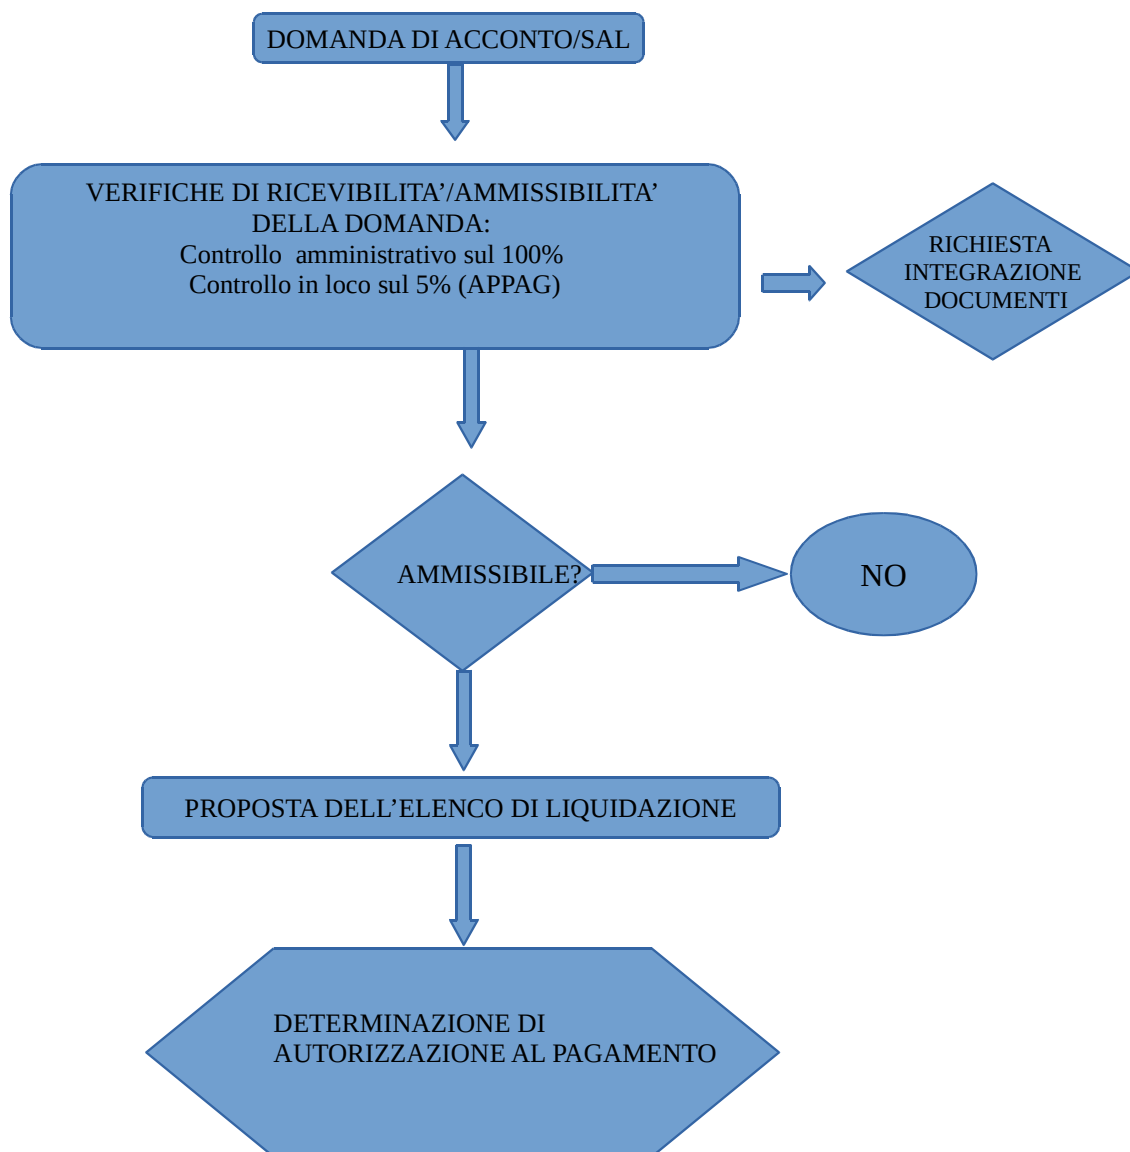 DOMANDA DI ACCONTO/SAL
VERIFICHE DI RICEVIBILITA’/AMMISSIBILITA’
DELLA DOMANDA:
Controllo  amministrativo sul 100%
Controllo in loco sul 5% (APPAG)
RICHIESTA
INTEGRAZIONE
DOCUMENTI
AMMISSIBILE?
NO
PROPOSTA DELL’ELENCO DI LIQUIDAZIONE
DETERMINAZIONE DI
AUTORIZZAZIONE AL PAGAMENTO